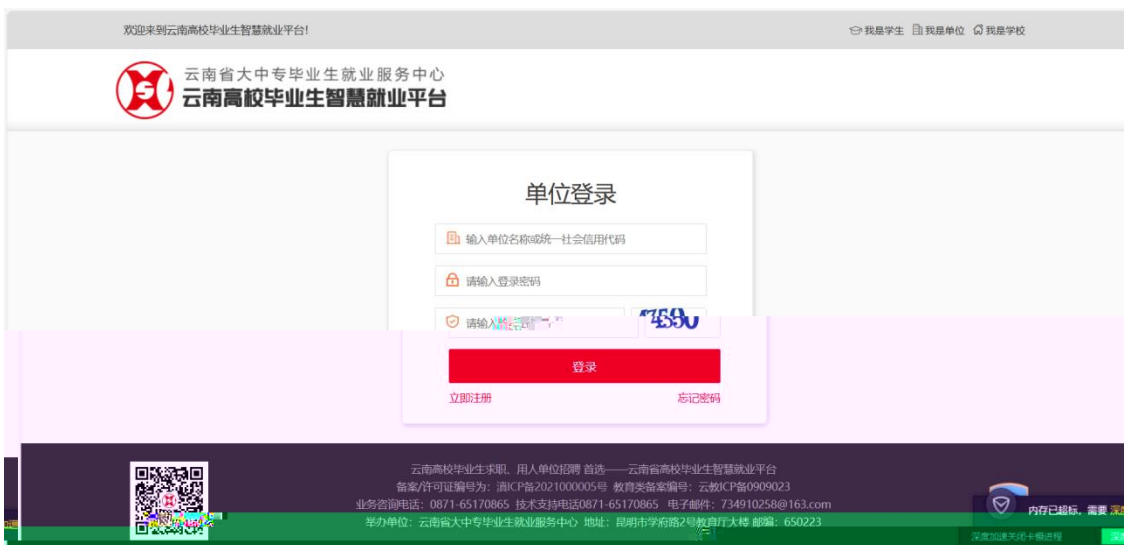 欢迎来到云南高校毕业生智慧就业平台!
我是学生 我是单位 我是学校
云南省大中专毕业生就业服务中心
云南高校毕业生智慧就业平台
单位登录
输入单位名称或统一社会信用代码
请输入登录密码
请输入
登录
立即注册 忘记密码
云南高校毕业生求职、用人单位招聘 首选——云南省高校毕业生智慧就业平台
备案/许可证编号为：滇ICP备2021000005号 教育类备案编号：云教ICP备0909023
业务咨询电话：0871-65170865 技术支持电话0871-65170865 电子邮件：734910258@163.com
举办单位：云南省大中专毕业生就业服务中心 地址：昆明市学府路2号教育厅大楼 邮编：650223
内存已超标，需要
深度加速关闭卡慢进程